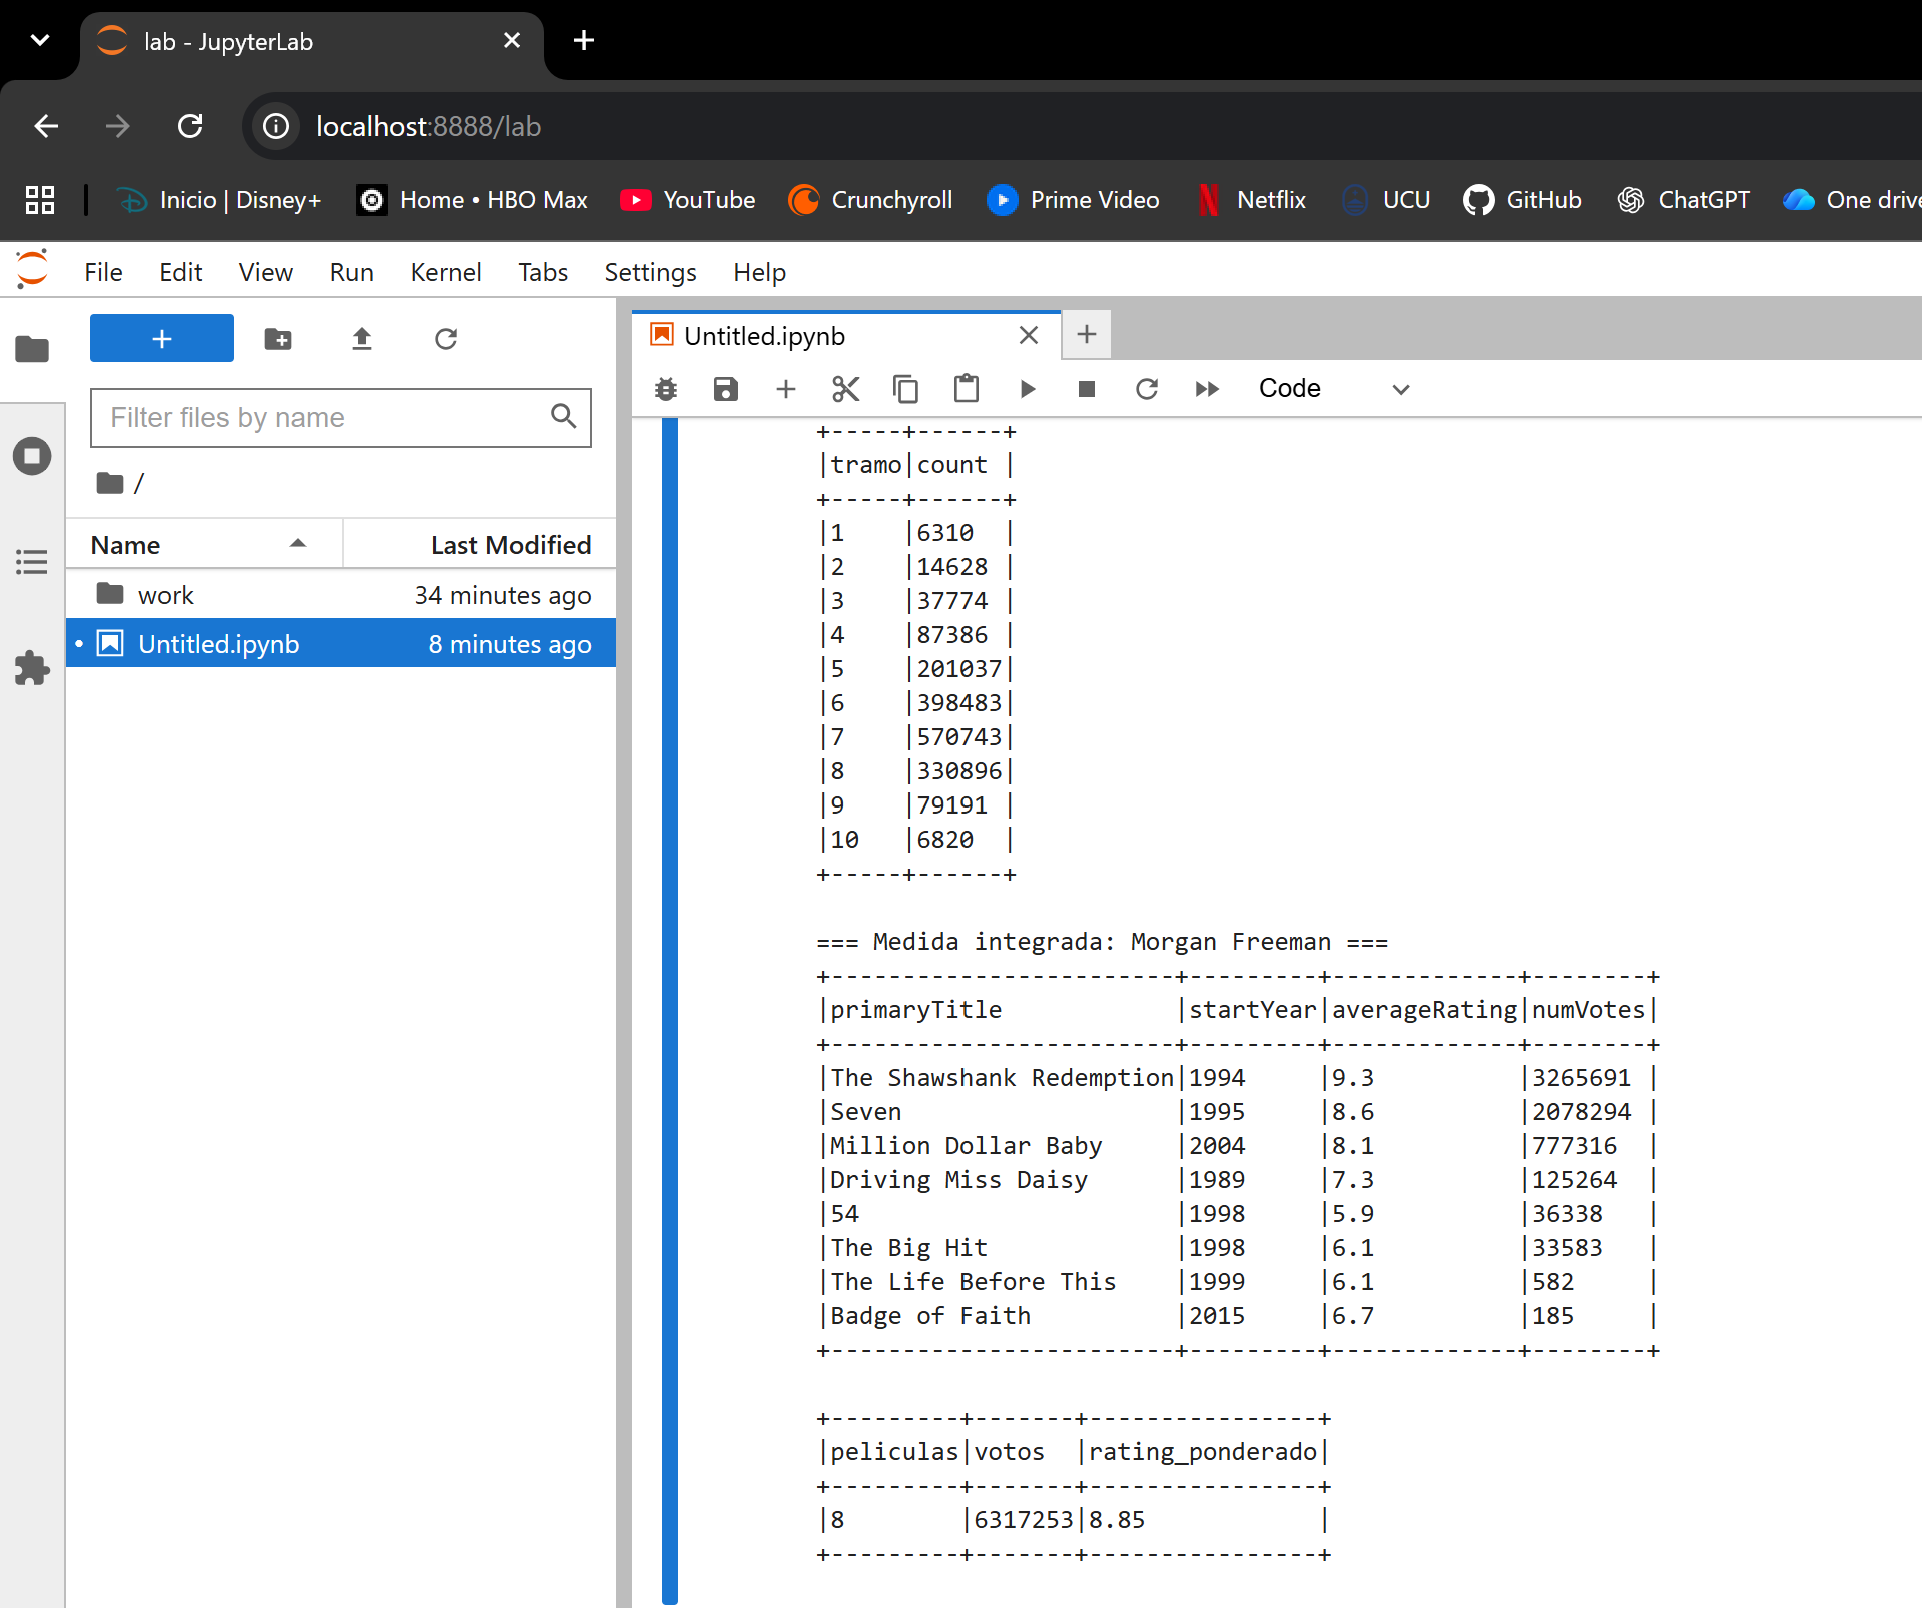 lab - JupyterLab
localhost:8888/lab
Inicio | Disney+ Home • HBO Max YouTube Crunchyroll Prime Video Netflix UCU GitHub ChatGPT One drive
File Edit View Run Kernel Tabs Settings Help
Untitled.ipynb
Code
Filter files by name
/
Name Last Modified
work 34 minutes ago
• Untitled.ipynb 8 minutes ago
+-----+------+
|tramo|count |
+-----+------+
|1    |6310  |
|2    |14628 |
|3    |37774 |
|4    |87386 |
|5    |201037|
|6    |398483|
|7    |570743|
|8    |330896|
|9    |79191 |
|10   |6820  |
+-----+------+
=== Medida integrada: Morgan Freeman ===
+------------------------+---------+-------------+--------+
|primaryTitle            |startYear|averageRating|numVotes|
+------------------------+---------+-------------+--------+
|The Shawshank Redemption|1994     |9.3          |3265691 |
|Seven                   |1995     |8.6          |2078294 |
|Million Dollar Baby     |2004     |8.1          |777316  |
|Driving Miss Daisy      |1989     |7.3          |125264  |
|54                      |1998     |5.9          |36338   |
|The Big Hit             |1998     |6.1          |33583   |
|The Life Before This    |1999     |6.1          |582     |
|Badge of Faith          |2015     |6.7          |185     |
+------------------------+---------+-------------+--------+
+---------+-------+----------------+
|peliculas|votos  |rating_ponderado|
+---------+-------+----------------+
|8        |6317253|8.85            |
+---------+-------+----------------+